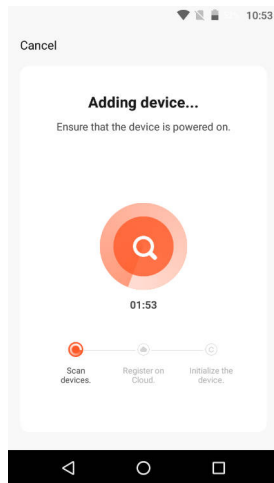 10:53
Cancel
Adding device...
Ensure that the device is powered on.
01:53
Scan
devices.
Register on
Cloud.
Initialize the
device.